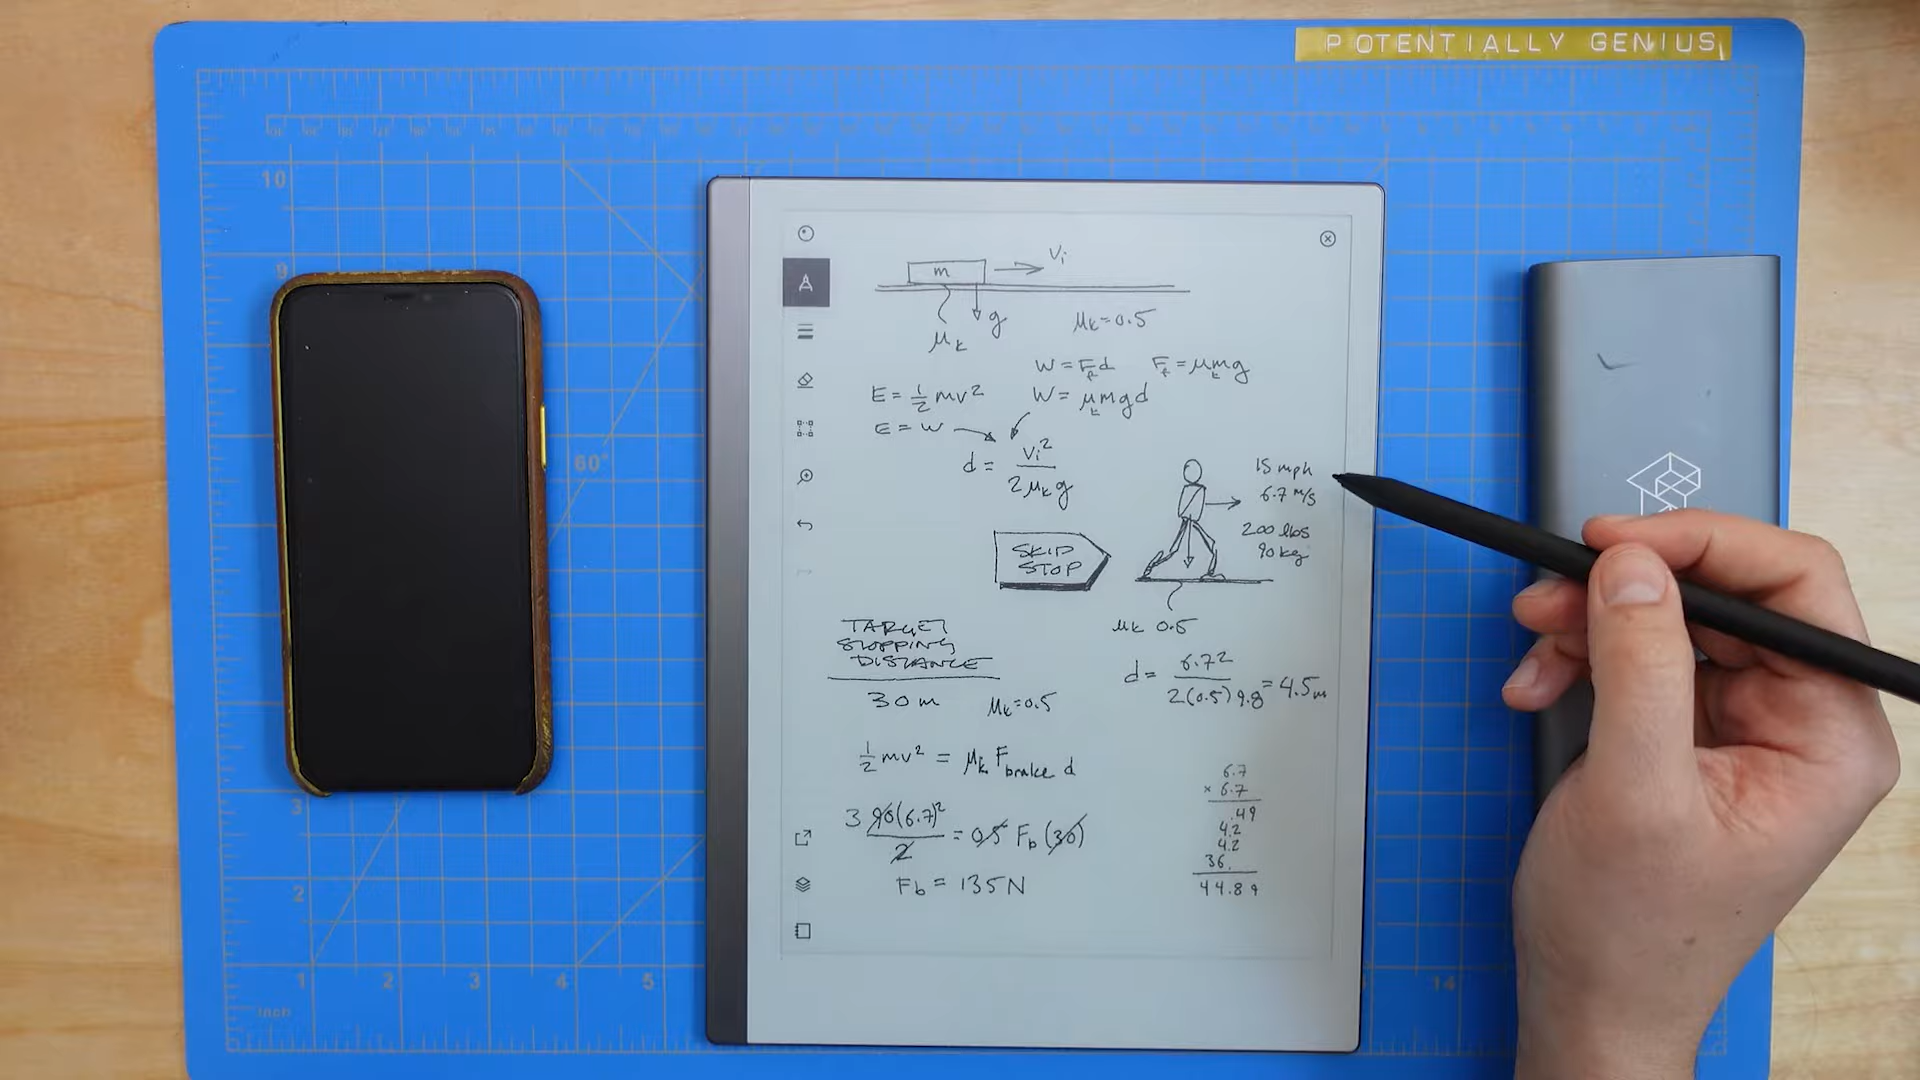 POTENTIALLY GENIUS
10
9
60°
3
2
1 2 3 4 5 14
Inch
m
Vi
g
μk
μk=0.5
W = Ffd Ff = μkmg
E = 1/2 mv² W = μkmgd
E = W
d = Vi² / 2μkg
15 mph
6.7 m/s
200 lbs
90 kg
SKID
STOP
μk 0.5
d = 6.7² / 2(0.5)9.8 = 4.5m
TARGET
STOPPING
DISTANCE
30 m μk=0.5
1/2 mv² = μk Fbrake d
3 90(6.7)² / 2 = 0.5 Fb (30)
Fb = 135N
6.7
× 6.7
.49
4.2
4.2
36.
44.89